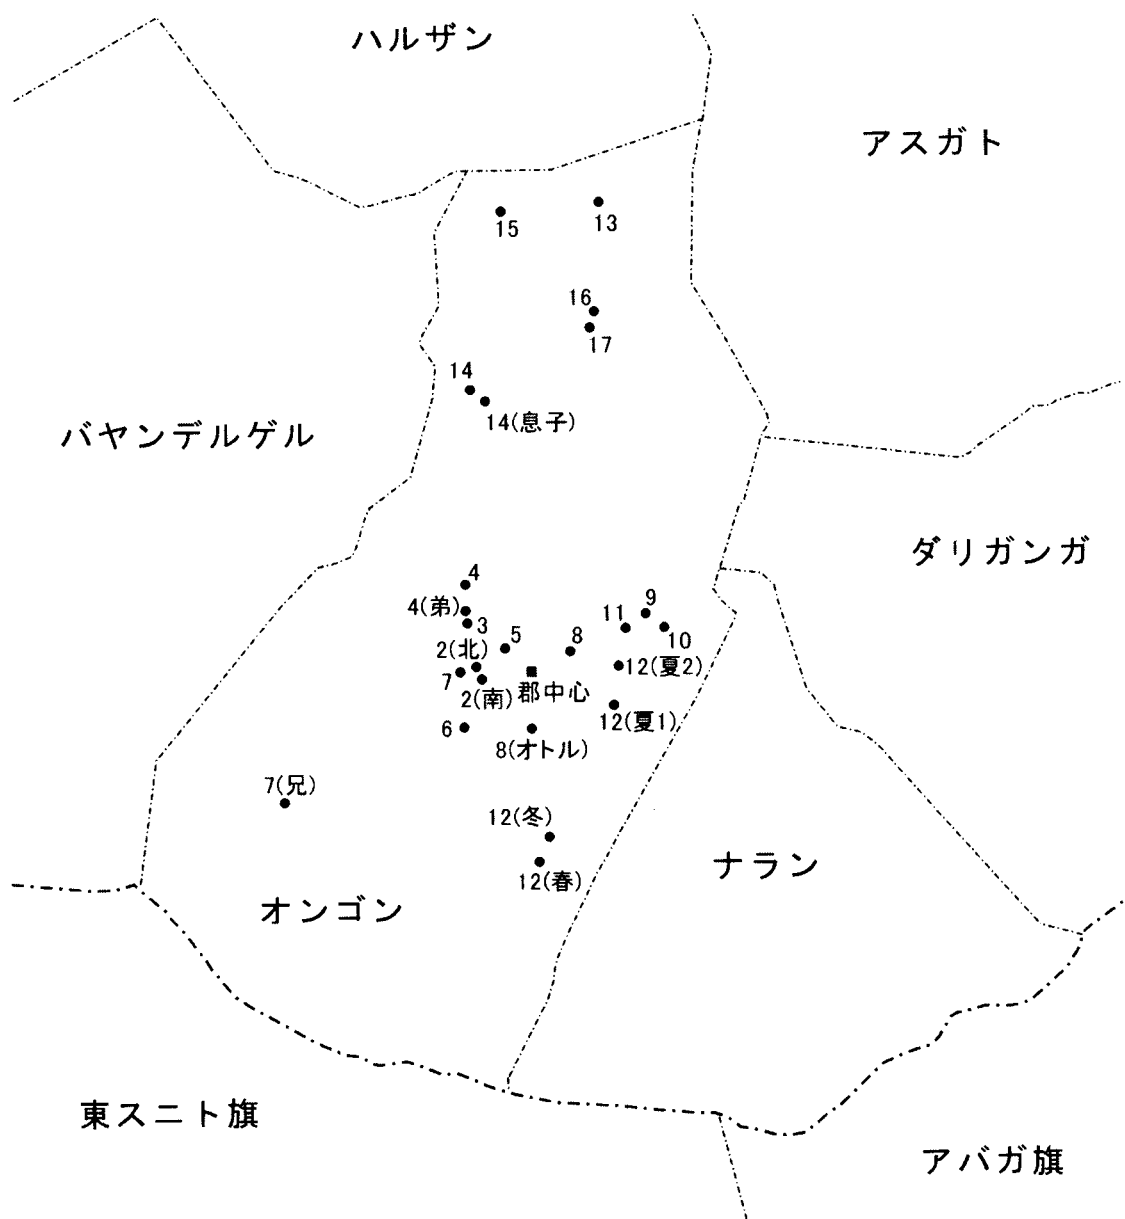 ハルザン
アスガト
15
13
16
17
14
14(息子)
バヤンデルゲル
ダリガンガ
4
4(弟)
3
9
11
10
5
8
2(北)
12(夏2)
7
2(南)
郡中心
12(夏1)
6
8(オトル)
7(兄)
12(冬)
ナラン
12(春)
オンゴン
東スニト旗
アバガ旗